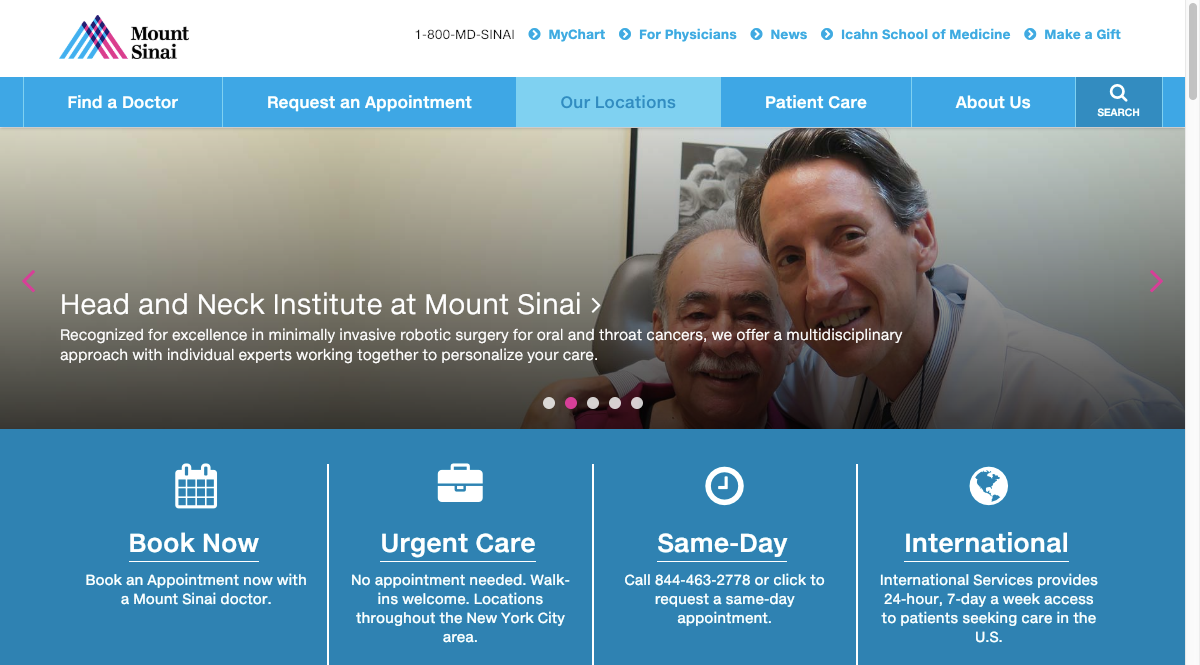 Mount
Sinai
1-800-MD-SINAI MyChart For Physicians News Icahn School of Medicine Make a Gift
Find a Doctor Request an Appointment Our Locations Patient Care About Us SEARCH
Head and Neck Institute at Mount Sinai
Recognized for excellence in minimally invasive robotic surgery for oral and throat cancers, we offer a multidisciplinary
approach with individual experts working together to personalize your care.
Book Now
Book an Appointment now with
a Mount Sinai doctor.
Urgent Care
No appointment needed. Walk-
ins welcome. Locations
throughout the New York City
area.
Same-Day
Call 844-463-2778 or click to
request a same-day
appointment.
International
International Services provides
24-hour, 7-day a week access
to patients seeking care in the
U.S.